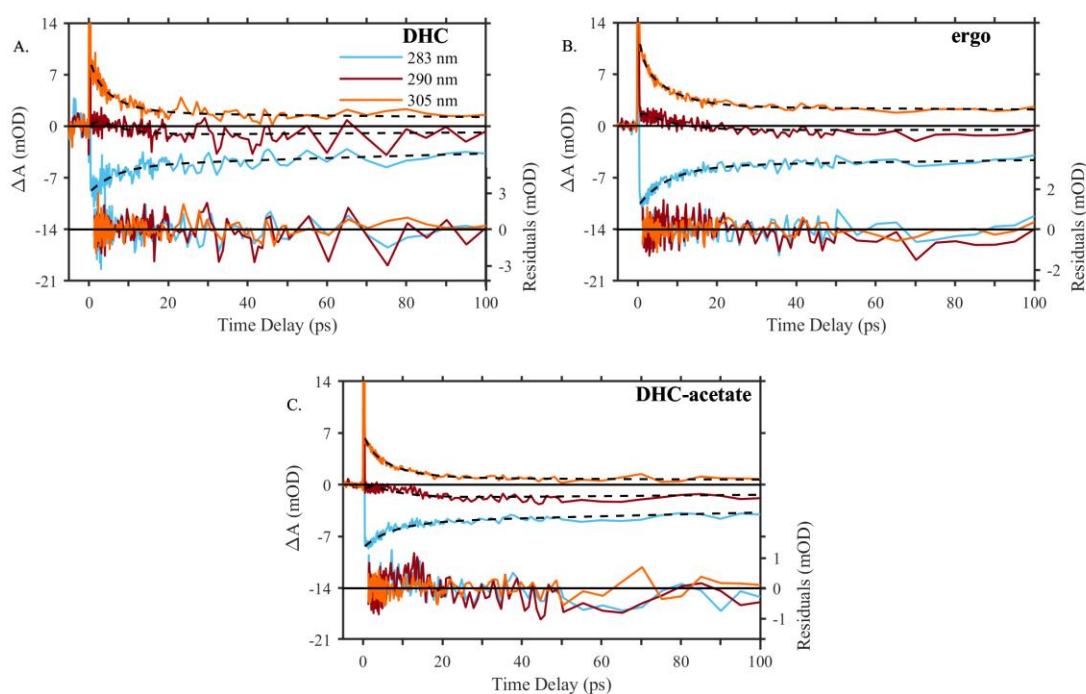 A.
DHC
283 nm
290 nm
305 nm
14
7
0
-7
-14
-21
ΔA (mOD)
3
0
-3
Residuals (mOD)
0 20 40 60 80 100
Time Delay (ps)
B.
ergo
14
7
0
-7
-14
-21
ΔA (mOD)
2
0
-2
Residuals (mOD)
0 20 40 60 80 100
Time Delay (ps)
C.
DHC-acetate
14
7
0
-7
-14
-21
ΔA (mOD)
1
0
-1
Residuals (mOD)
0 20 40 60 80 100
Time Delay (ps)